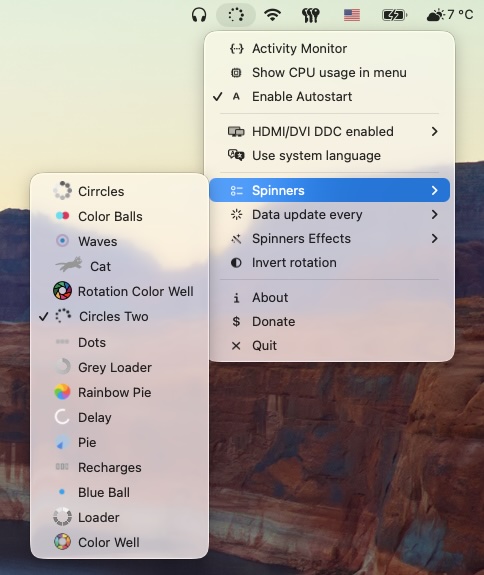 7 °C
Activity Monitor
Show CPU usage in menu
A Enable Autostart
HDMI/DVI DDC enabled
Use system language
Spinners
Data update every
Spinners Effects
Invert rotation
i About
$ Donate
Quit
Cirrcles
Color Balls
Waves
Cat
Rotation Color Well
Circles Two
Dots
Grey Loader
Rainbow Pie
Delay
Pie
Recharges
Blue Ball
Loader
Color Well